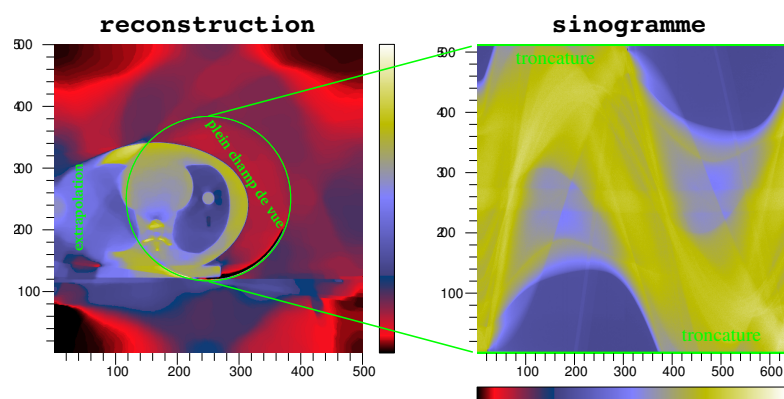 reconstruction
sinogramme
500
400
300
200
100
100 200 300 400 500
extrapolation
plein champ de vue
500
400
300
200
100
100 200 300 400 500 600
troncature
troncature